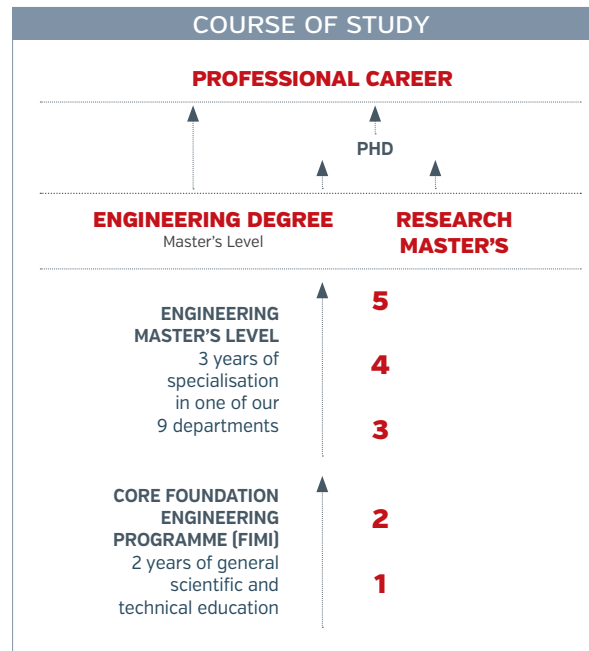 COURSE OF STUDY
PROFESSIONAL CAREER
PHD
ENGINEERING DEGREE
Master's Level
RESEARCH
MASTER'S
ENGINEERING
MASTER'S LEVEL
3 years of
specialisation
in one of our
9 departments
5
4
3
CORE FOUNDATION
ENGINEERING
PROGRAMME (FIMI)
2 years of general
scientific and
technical education
2
1